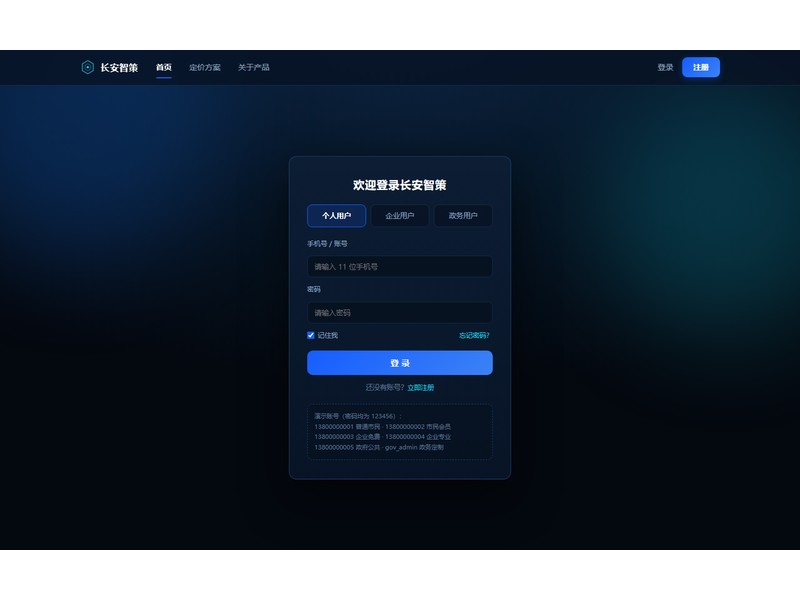 长安智策 首页 定价方案 关于产品 登录 注册
欢迎登录长安智策
个人用户 企业用户 政务用户
手机号 / 账号
请输入 11 位手机号
密码
请输入密码
记住我 忘记密码?
登 录
还没有账号? 立即注册
演示账号（密码均为 123456）:
13800000001 普通市民 · 13800000002 市民会员
13800000003 企业免费 · 13800000004 企业专业
13800000005 政务公共 · gov_admin 政务定制